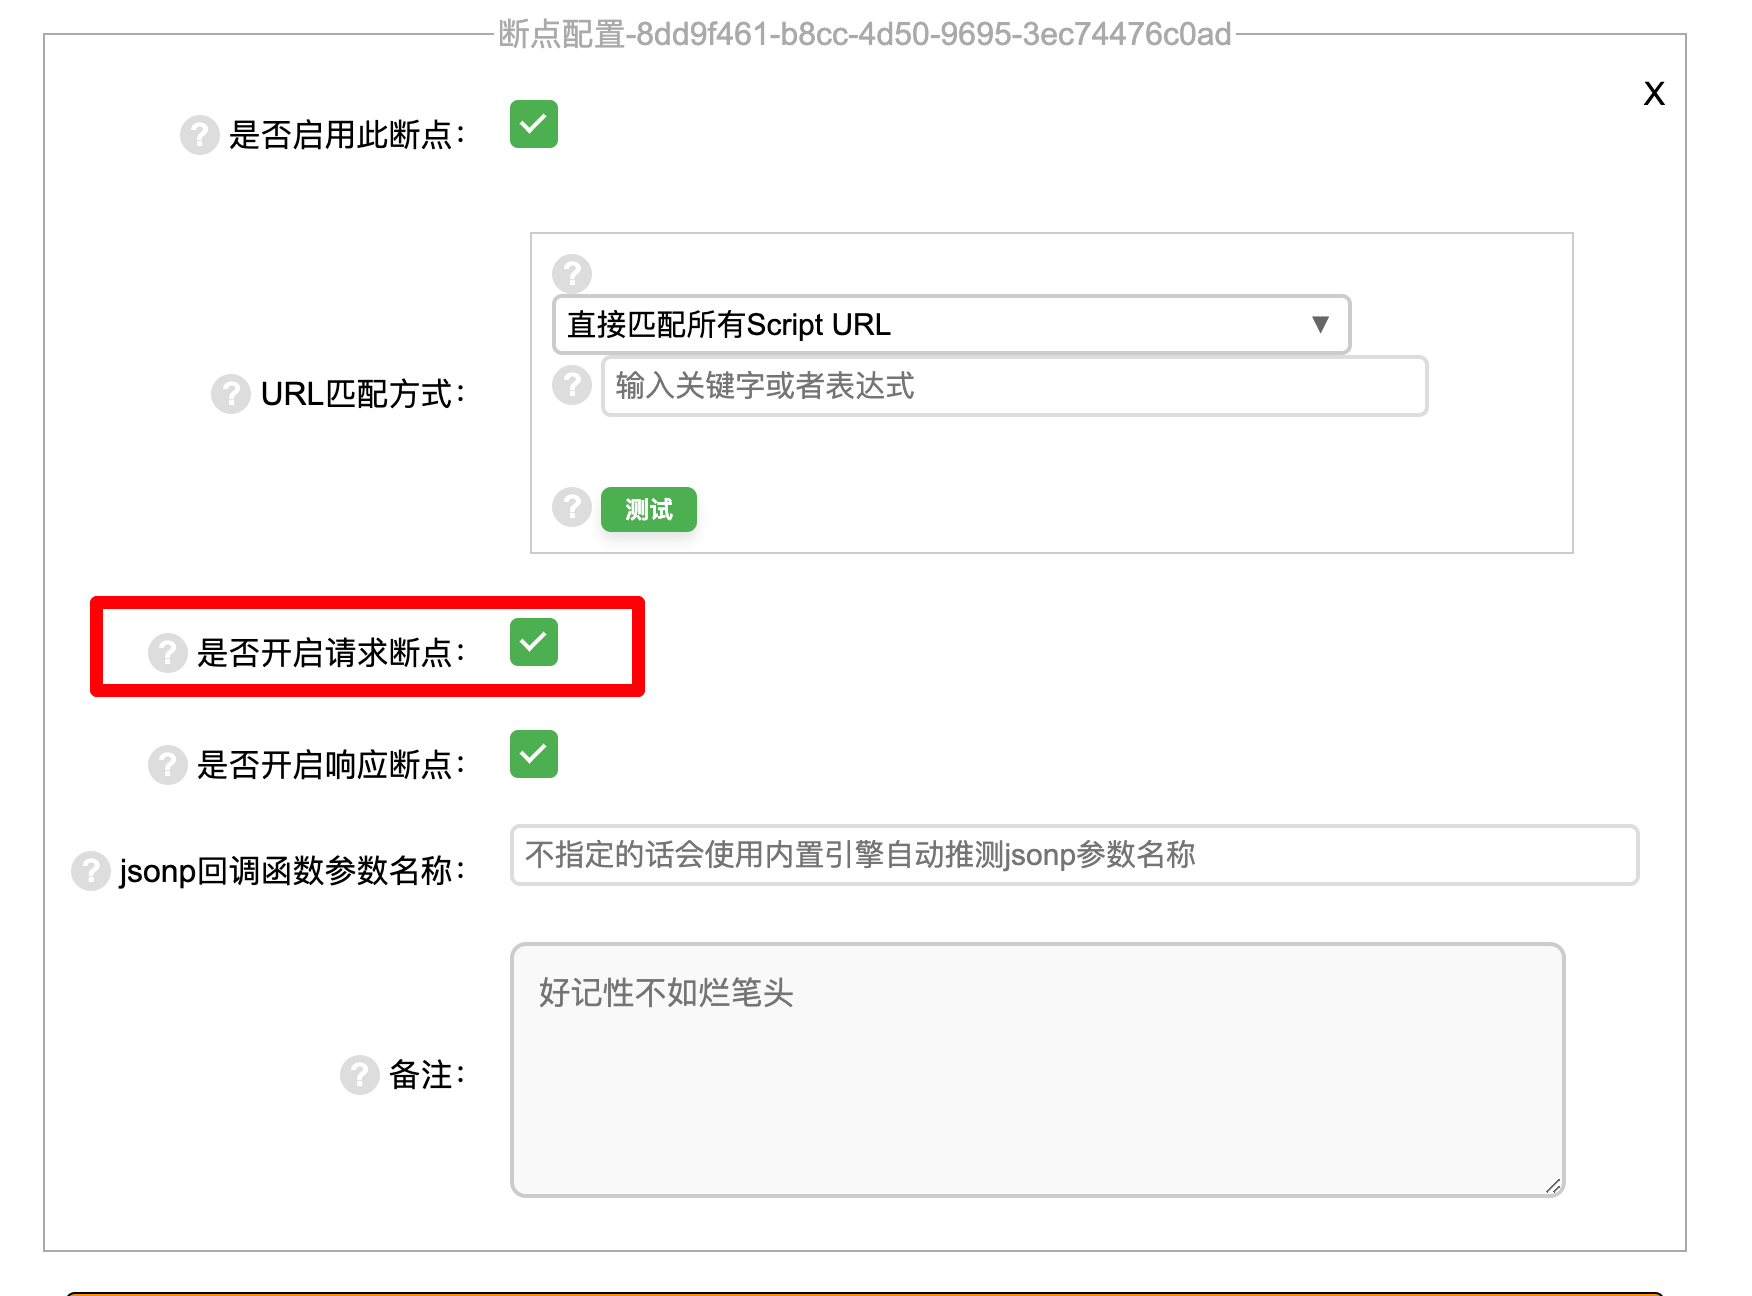 断点配置-8dd9f461-b8cc-4d50-9695-3ec74476c0ad
X
? 是否启用此断点：
?
直接匹配所有Script URL ▼
? URL匹配方式：
? 输入关键字或者表达式
? 测试
? 是否开启请求断点：
? 是否开启响应断点：
? jsonp回调函数参数名称： 不指定的话会使用内置引擎自动推测jsonp参数名称
好记性不如烂笔头
? 备注：